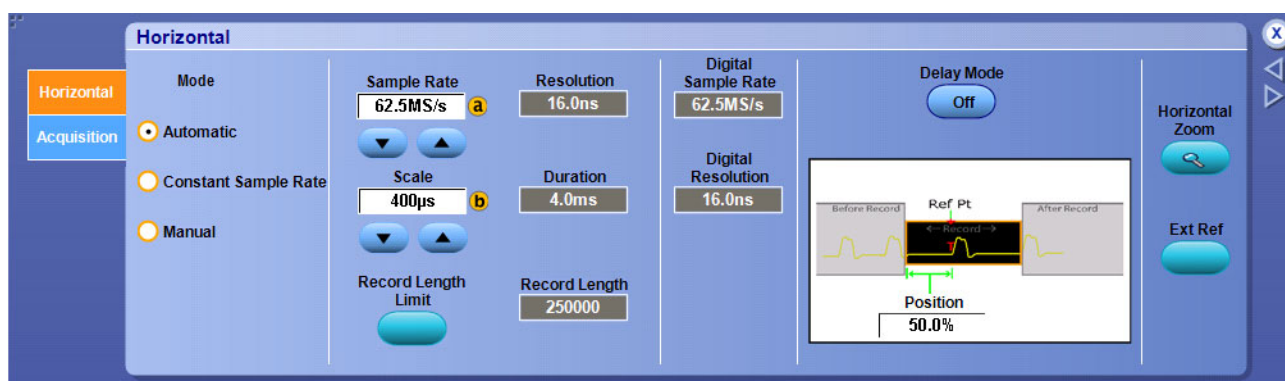 Horizontal
X
Horizontal
Acquisition
Mode
Automatic
Constant Sample Rate
Manual
Sample Rate
62.5MS/s
a
Scale
400µs
b
Record Length
Limit
Resolution
16.0ns
Duration
4.0ms
Record Length
250000
Digital
Sample Rate
62.5MS/s
Digital
Resolution
16.0ns
Delay Mode
Off
Before Record
Ref Pt
After Record
Record
T
Position
50.0%
Horizontal
Zoom
Ext Ref